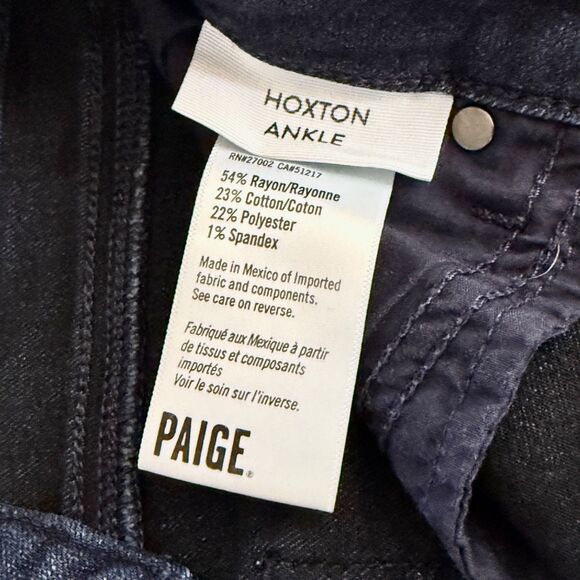 HOXTON
ANKLE
RN#27002 CA#51217
54% Rayon/Rayonne
23% Cotton/Coton
22% Polyester
1% Spandex
Made in Mexico of Imported
fabric and components.
See care on reverse.
Fabriqué aux Mexique à partir
de tissus et composants
importés
Voir le soin sur l'inverse.
PAIGE®